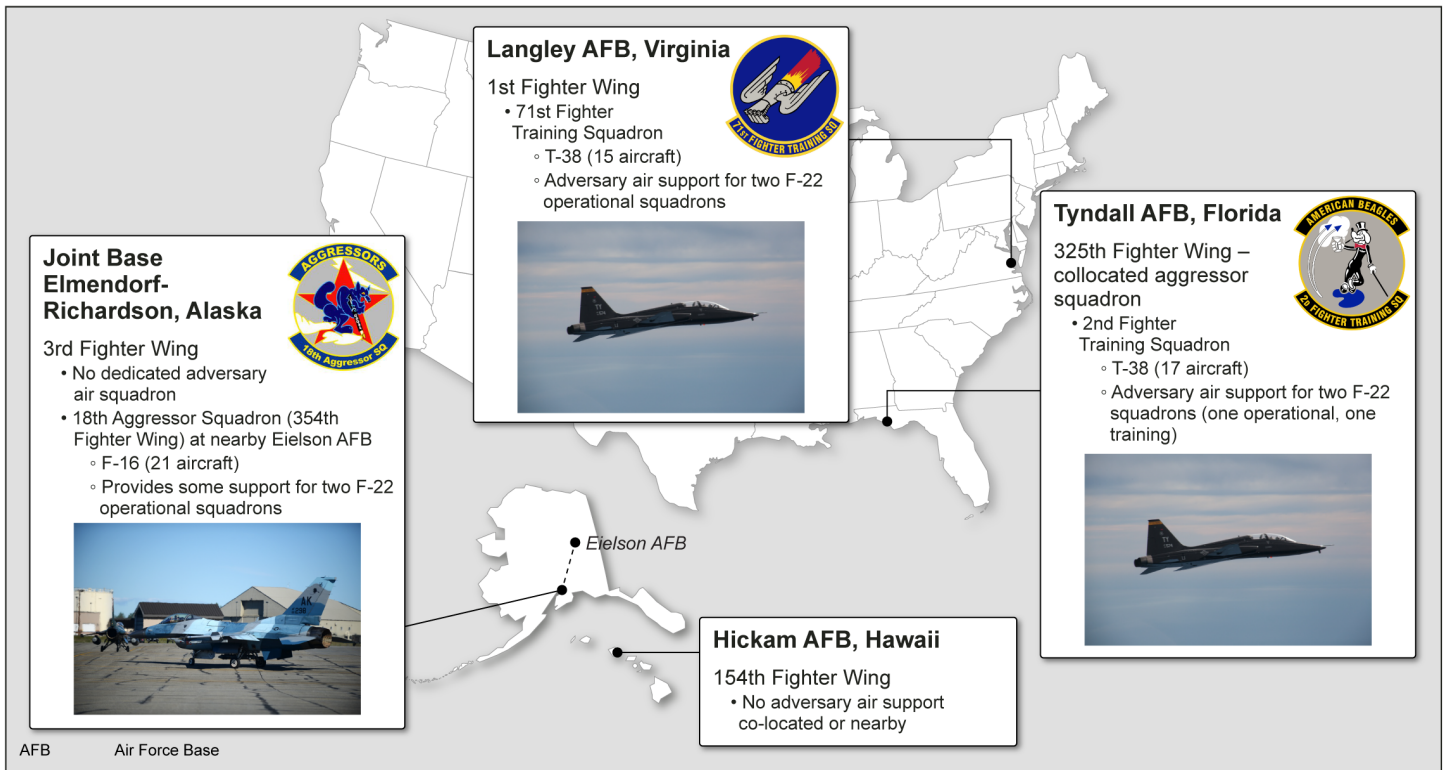 Langley AFB, Virginia
1st Fighter Wing
• 71st Fighter
Training Squadron
◦ T-38 (15 aircraft)
◦ Adversary air support for two F-22
operational squadrons
71ST FIGHTER TRAINING SQ
Tyndall AFB, Florida
325th Fighter Wing –
collocated aggressor
squadron
• 2nd Fighter
Training Squadron
◦ T-38 (17 aircraft)
◦ Adversary air support for two F-22
squadrons (one operational, one
training)
AMERICAN BEAGLES
2D FIGHTER TRAINING SQ
Joint Base
Elmendorf-
Richardson, Alaska
3rd Fighter Wing
• No dedicated adversary
air squadron
• 18th Aggressor Squadron (354th
Fighter Wing) at nearby Eielson AFB
◦ F-16 (21 aircraft)
◦ Provides some support for two F-22
operational squadrons
AGGRESSORS
18th Aggressor SQ
AK
Eielson AFB
Hickam AFB, Hawaii
154th Fighter Wing
• No adversary air support
co-located or nearby
TY
TY
AFB Air Force Base